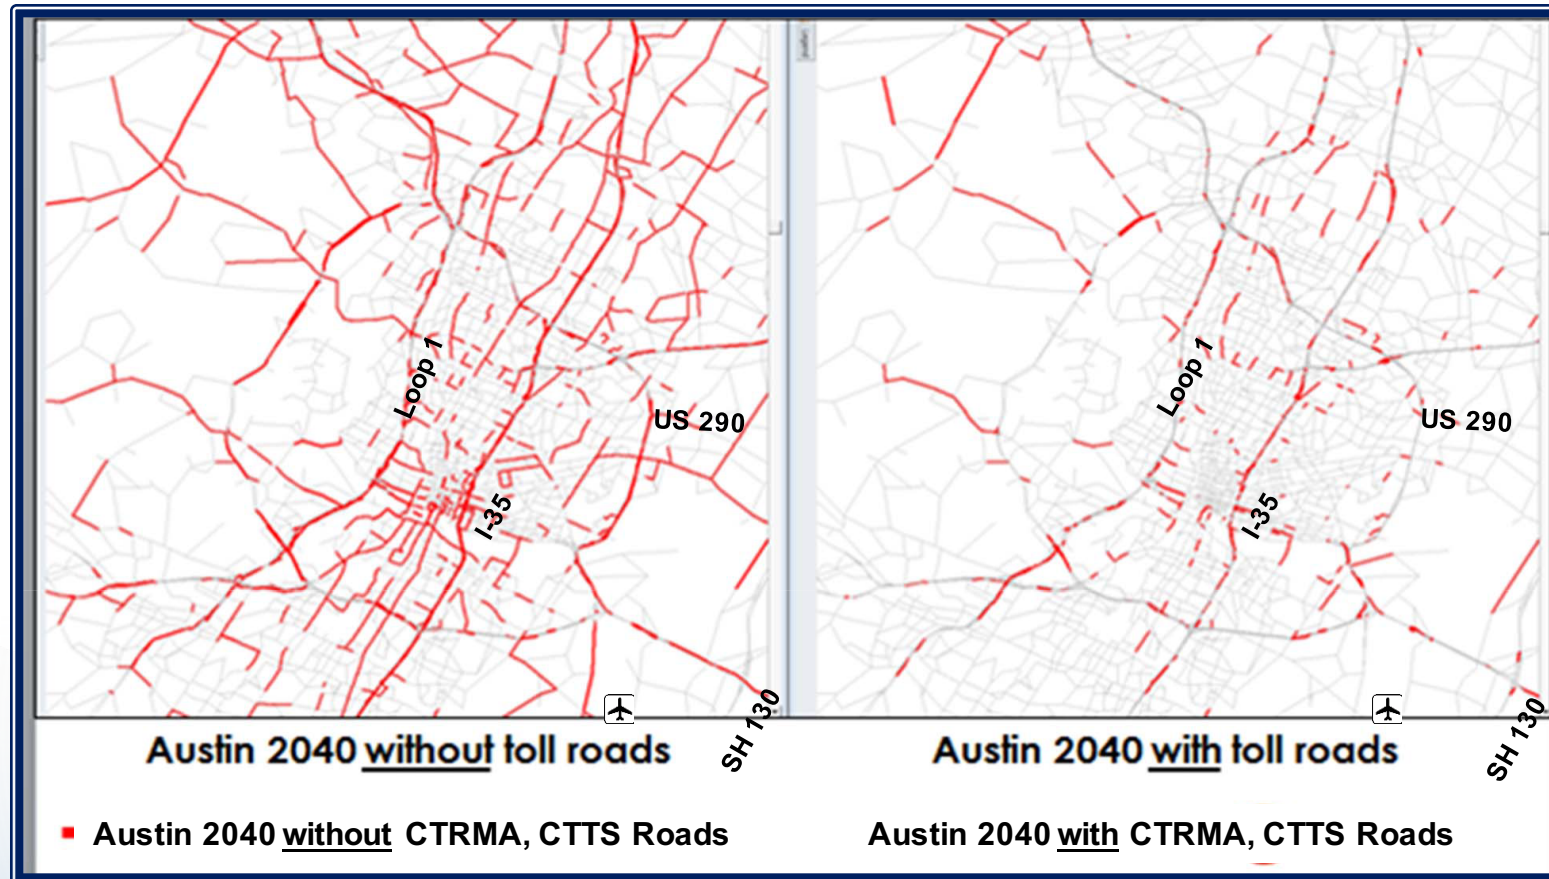 Loop 1
US 290
I-35
SH 130
Austin 2040 without toll roads
Austin 2040 without CTRMA, CTTS Roads
Loop 1
US 290
I-35
SH 130
Austin 2040 with toll roads
Austin 2040 with CTRMA, CTTS Roads